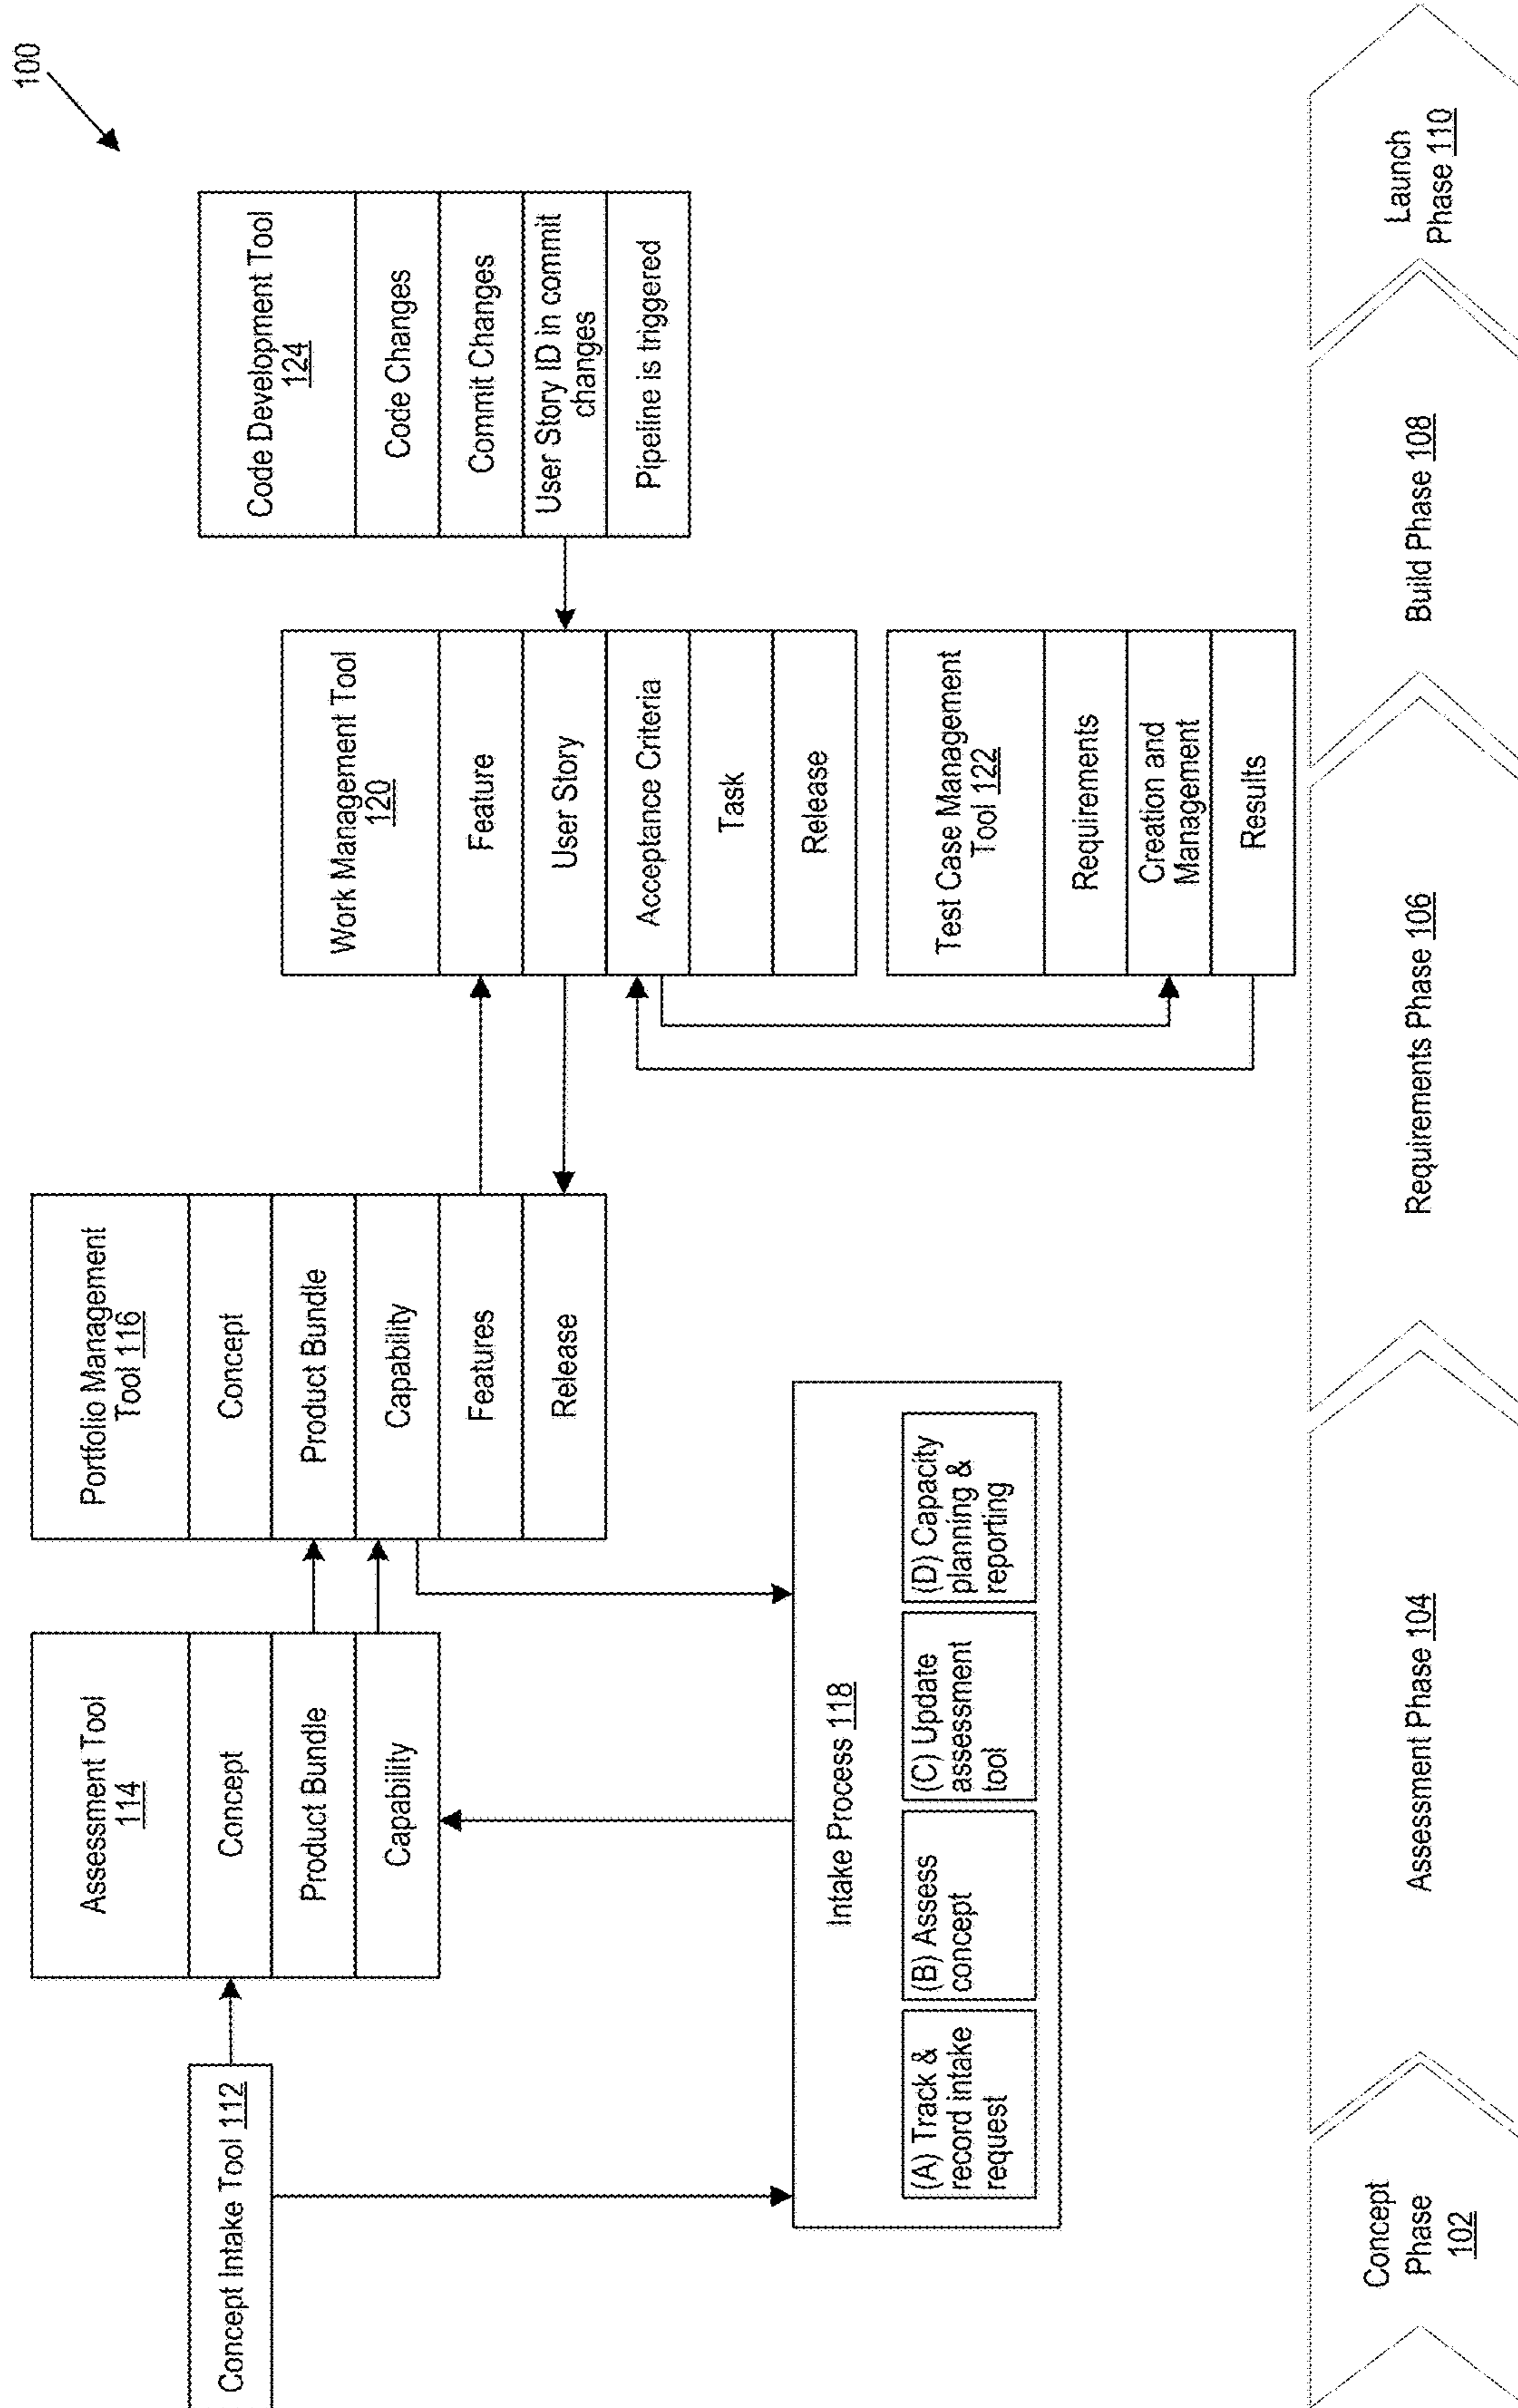 100
Concept Intake Tool 112
Assessment Tool
114
Concept
Product Bundle
Capability
Portfolio Management
Tool 116
Concept
Product Bundle
Capability
Features
Release
Intake Process 118
(A) Track &
record intake
request
(B) Assess
concept
(C) Update
assessment
tool
(D) Capacity
planning &
reporting
Work Management Tool
120
Feature
User Story
Acceptance Criteria
Task
Release
Test Case Management
Tool 122
Requirements
Creation and
Management
Results
Code Development Tool
124
Code Changes
Commit Changes
User Story ID in commit
changes
Pipeline is triggered
Concept
Phase
102
Assessment Phase 104
Requirements Phase 106
Build Phase 108
Launch
Phase 110